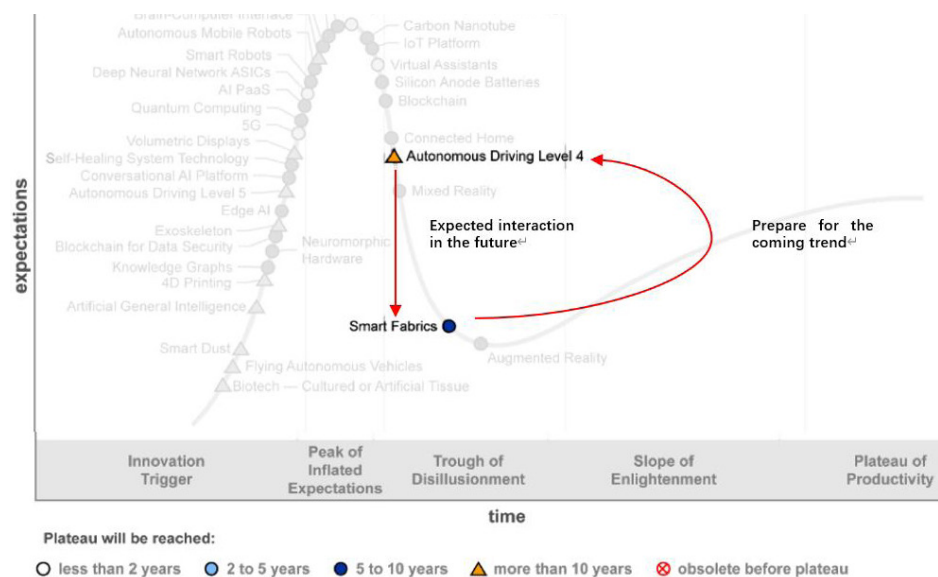 Autonomous Mobile Robots
Smart Robots
Deep Neural Network ASICs
AI PaaS
Quantum Computing
5G
Volumetric Displays
Self-Healing System Technology
Conversational AI Platform
Autonomous Driving Level 5
Edge AI
Exoskeleton
Blockchain for Data Security
Neuromorphic
Hardware
Knowledge Graphs
4D Printing
Artificial General Intelligence
Smart Dust
Flying Autonomous Vehicles
Biotech — Cultured or Artificial Tissue
Carbon Nanotube
IoT Platform
Virtual Assistants
Silicon Anode Batteries
Blockchain
Connected Home
Autonomous Driving Level 4
Mixed Reality
Expected interaction
in the future
Prepare for the
coming trend
Smart Fabrics
Augmented Reality
expectations
Innovation
Trigger
Peak of
Inflated
Expectations
Trough of
Disillusionment
Slope of
Enlightenment
Plateau of
Productivity
time
Plateau will be reached:
less than 2 years
2 to 5 years
5 to 10 years
more than 10 years
obsolete before plateau